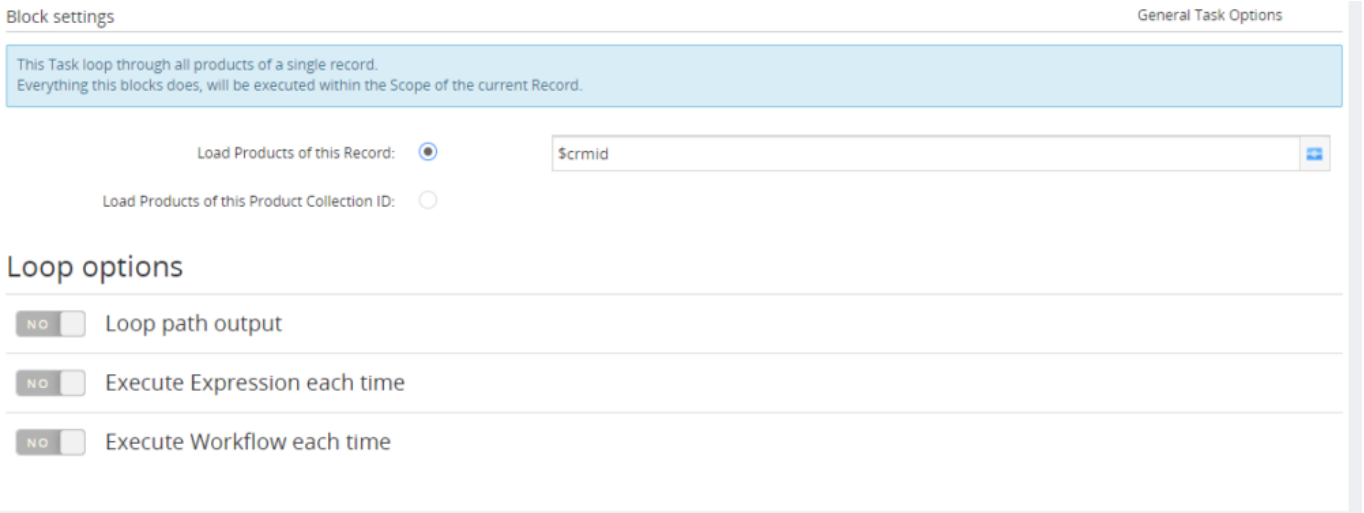 Block settings
General Task Options
This Task loop through all products of a single record.
Everything this blocks does, will be executed within the Scope of the current Record.
Load Products of this Record:
$crmid
Load Products of this Product Collection ID:
Loop options
NO Loop path output
NO Execute Expression each time
NO Execute Workflow each time